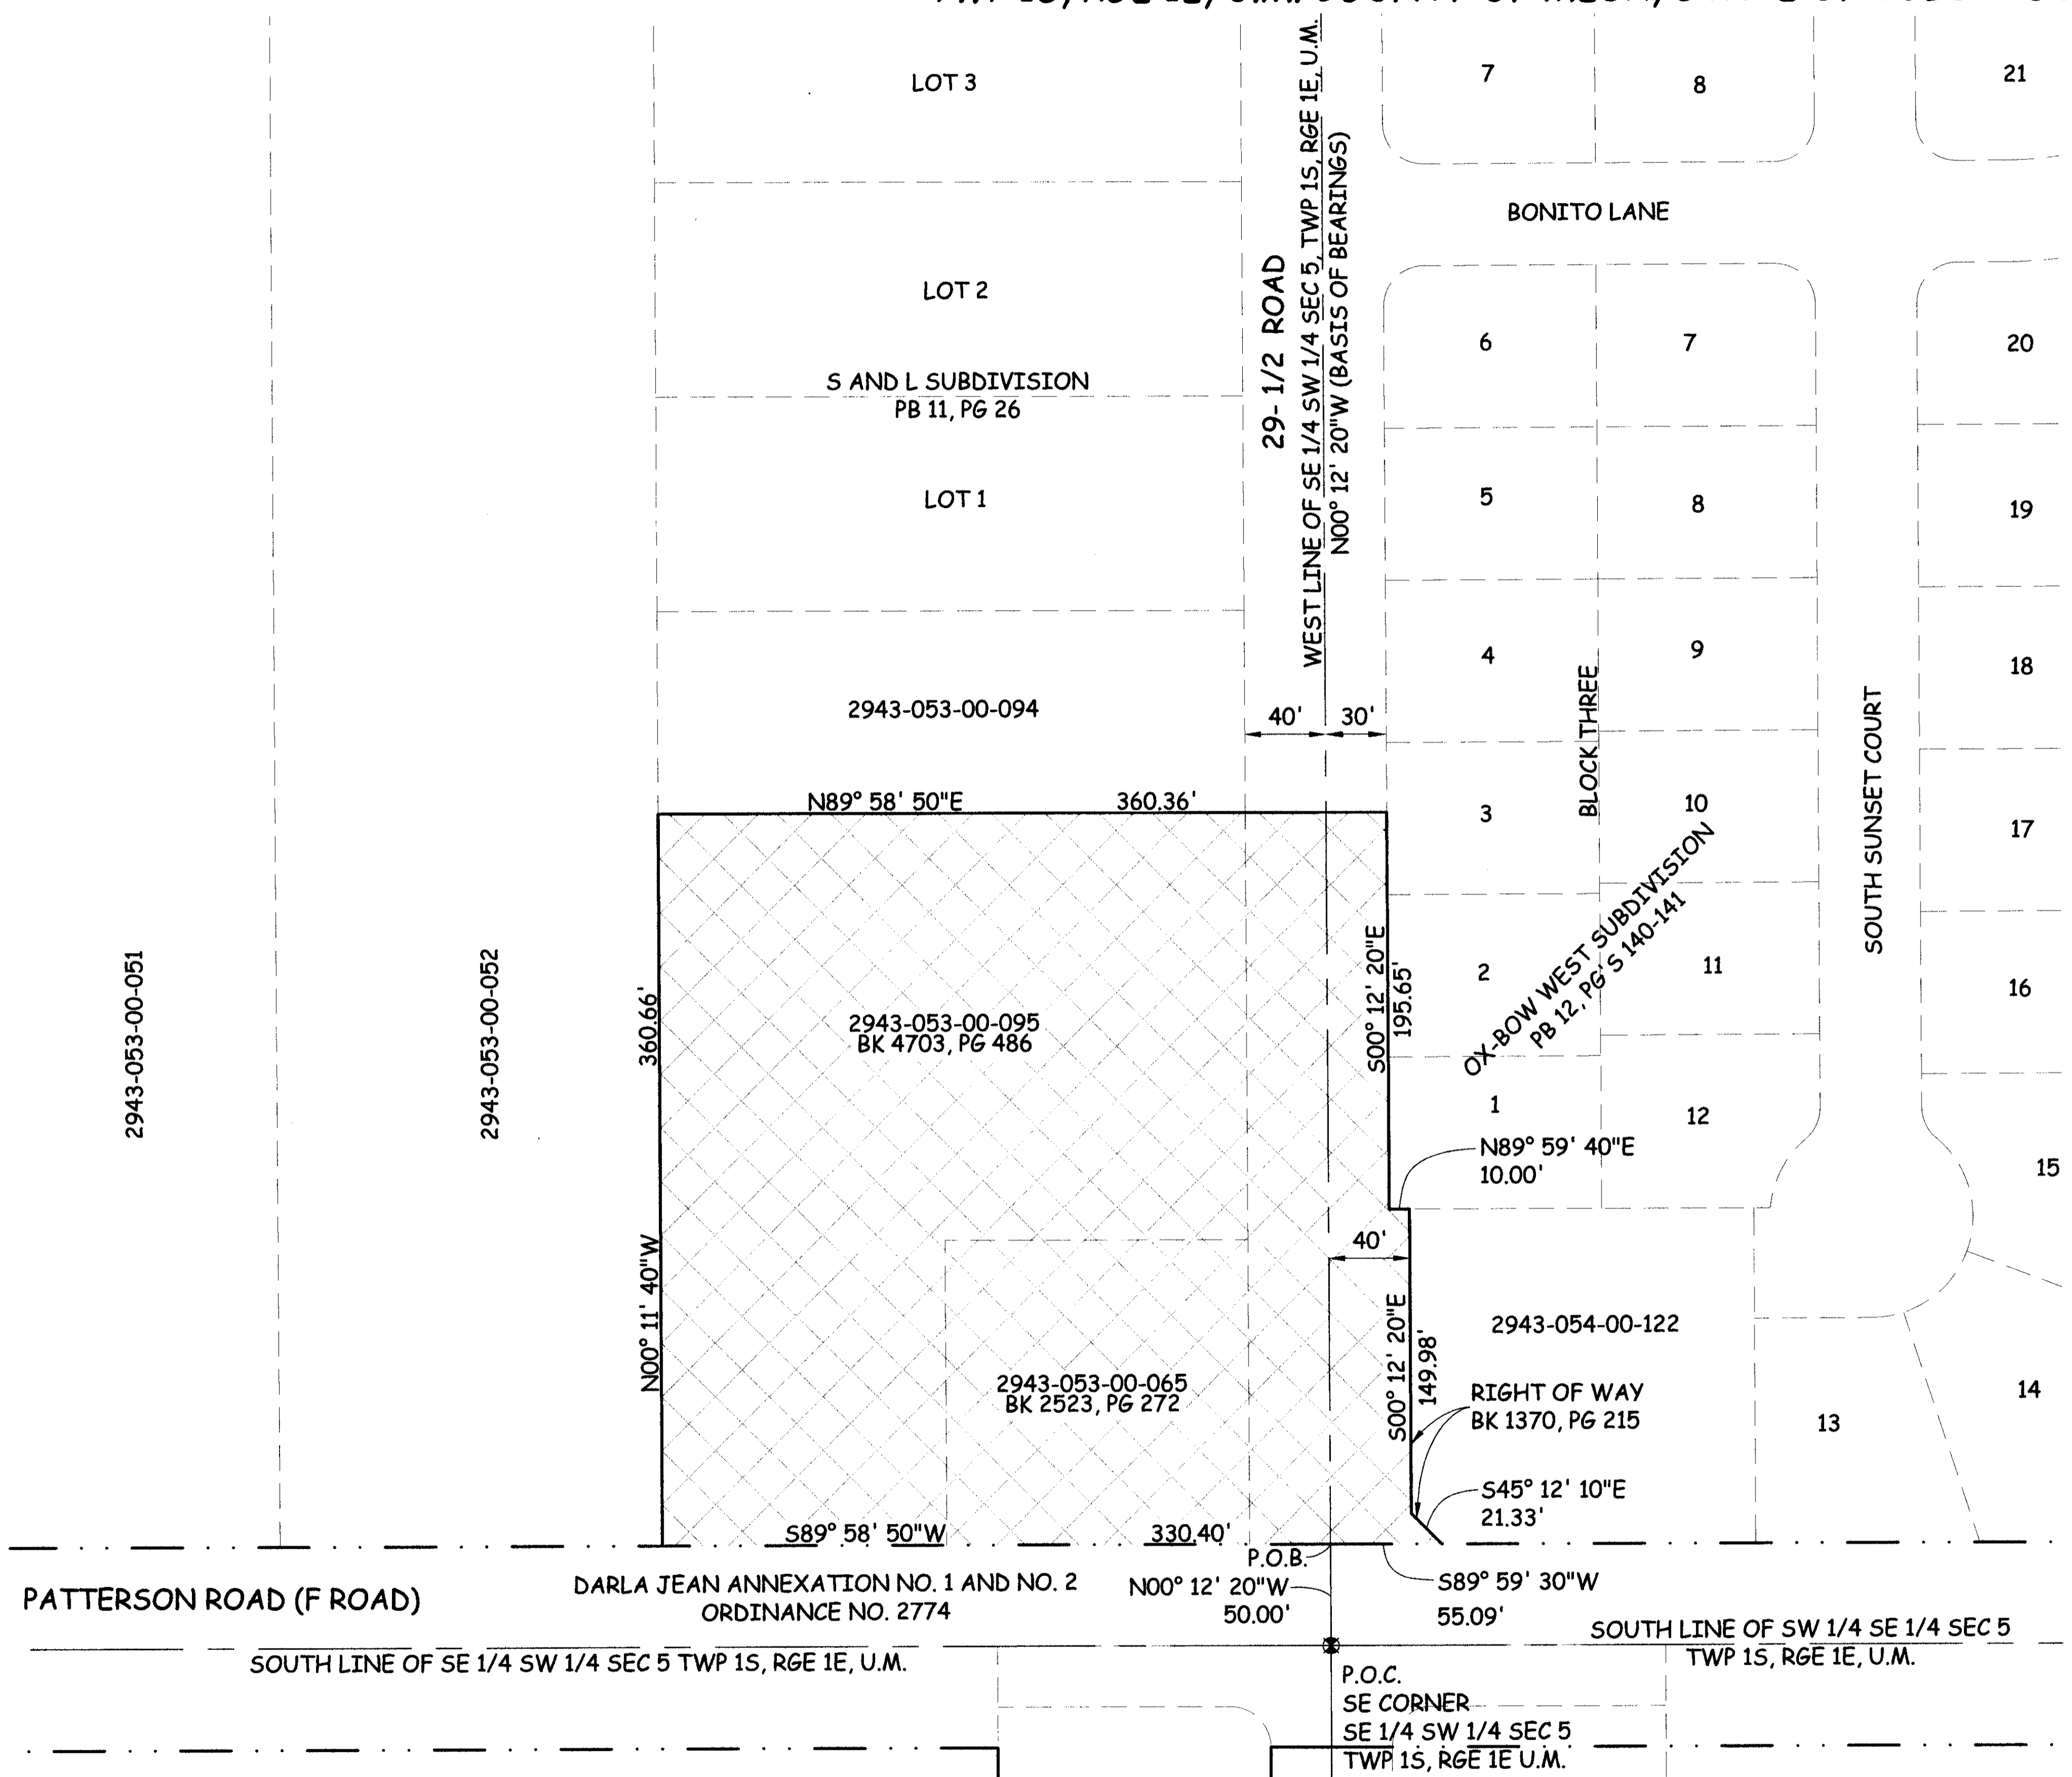 LOT 3
7
8
21
WEST LINE OF SE 1/4 SW 1/4 SEC 5, TWP 1S, RGE 1E, U.M.
N00° 12' 20"W (BASIS OF BEARINGS)
29- 1/2 ROAD
BONITO LANE
LOT 2
6
7
20
S AND L SUBDIVISION
PB 11, PG 26
LOT 1
5
8
19
4
9
18
2943-053-00-094
40'
30'
BLOCK THREE
SOUTH SUNSET COURT
N89° 58' 50"E
360.36'
3
10
17
OX-BOW WEST SUBDIVISION
PB 12, PG'S 140-141
2943-053-00-051
2943-053-00-052
360.66'
N00° 11' 40"W
2943-053-00-095
BK 4703, PG 486
S00° 12' 20"E
195.65'
2
11
16
1
12
15
N89° 59' 40"E
10.00'
40'
S00° 12' 20"E
149.98'
2943-054-00-122
2943-053-00-065
BK 2523, PG 272
RIGHT OF WAY
BK 1370, PG 215
13
14
S45° 12' 10"E
21.33'
S89° 58' 50"W
330.40'
P.O.B.
PATTERSON ROAD (F ROAD)
DARLA JEAN ANNEXATION NO. 1 AND NO. 2
ORDINANCE NO. 2774
N00° 12' 20"W
50.00'
S89° 59' 30"W
55.09'
SOUTH LINE OF SE 1/4 SW 1/4 SEC 5 TWP 1S, RGE 1E, U.M.
SOUTH LINE OF SW 1/4 SE 1/4 SEC 5
TWP 1S, RGE 1E, U.M.
P.O.C.
SE CORNER
SE 1/4 SW 1/4 SEC 5
TWP 1S, RGE 1E U.M.